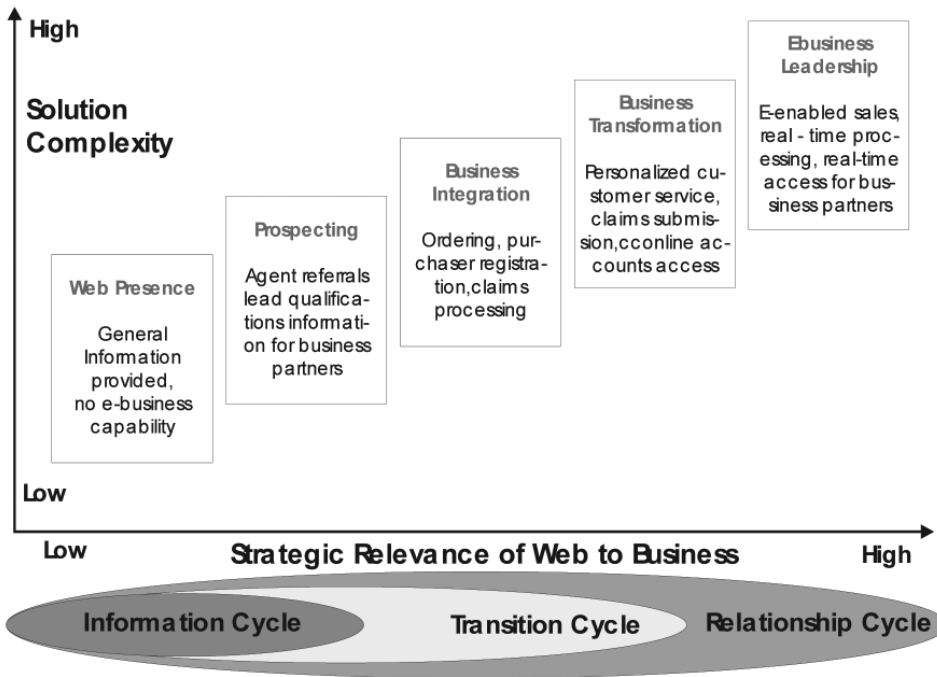 High
Solution
Complexity
Web Presence
General
Information
provided,
no e-business
capability
Prospecting
Agent referrals
lead qualifica-
tions informati-
on for business
partners
Business
Integration
Ordering, pur-
chaser registra-
tion,claims
processing
Business
Transformation
Personalized cu-
stomer service,
claims submis-
sion,cconline ac-
counts access
Ebusiness
Leadership
E-enabled sales,
real - time proc-
essing, real-time
access for bus-
siness partners
Low
Low
Strategic Relevance of Web to Business
High
Information Cycle
Transition Cycle
Relationship Cycle